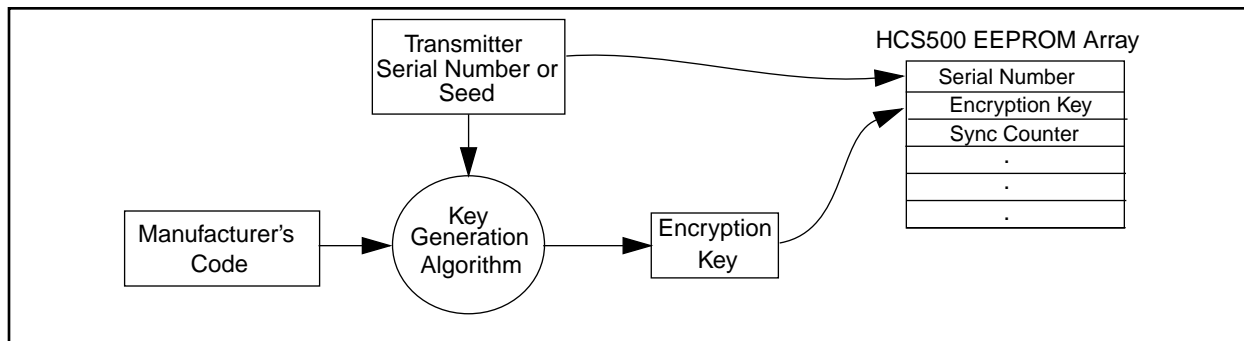 Transmitter
Serial Number or
Seed
HCS500 EEPROM Array
Serial Number
Encryption Key
Sync Counter
.
.
.
Manufacturer's
Code
Key
Generation
Algorithm
Encryption
Key